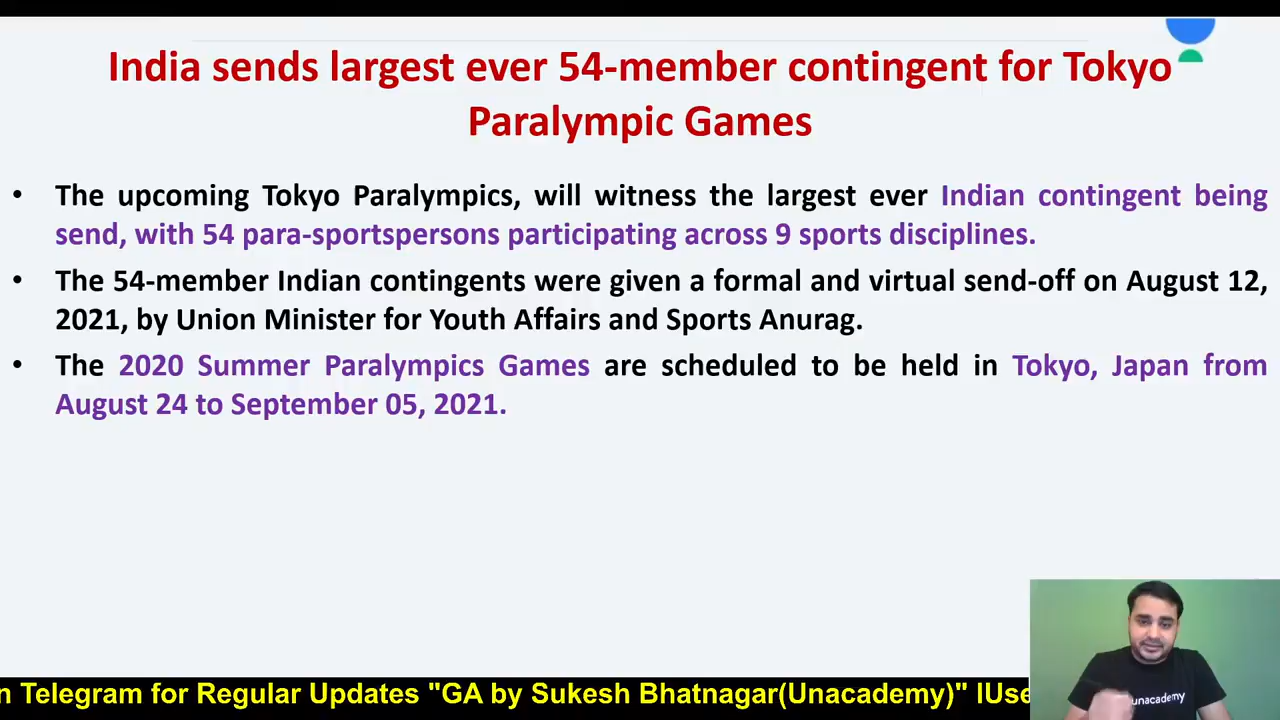 India sends largest ever 54-member contingent for Tokyo
Paralympic Games
• The upcoming Tokyo Paralympics, will witness the largest ever Indian contingent being
send, with 54 para-sportspersons participating across 9 sports disciplines.
• The 54-member Indian contingents were given a formal and virtual send-off on August 12,
2021, by Union Minister for Youth Affairs and Sports Anurag.
• The 2020 Summer Paralympics Games are scheduled to be held in Tokyo, Japan from
August 24 to September 05, 2021.
unacademy
n Telegram for Regular Updates "GA by Sukesh Bhatnagar(Unacademy)" lUse